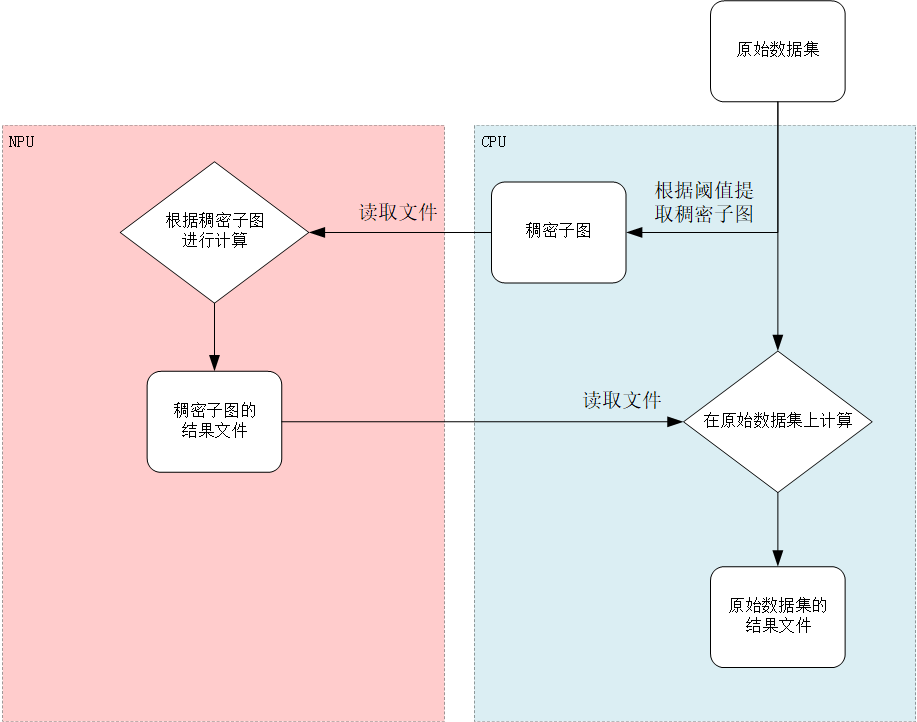 原始数据集
NPU
CPU
根据阈值提
取稠密子图
读取文件
根据稠密子图
进行计算
稠密子图
稠密子图的
结果文件
读取文件
在原始数据集上计算
原始数据集的
结果文件